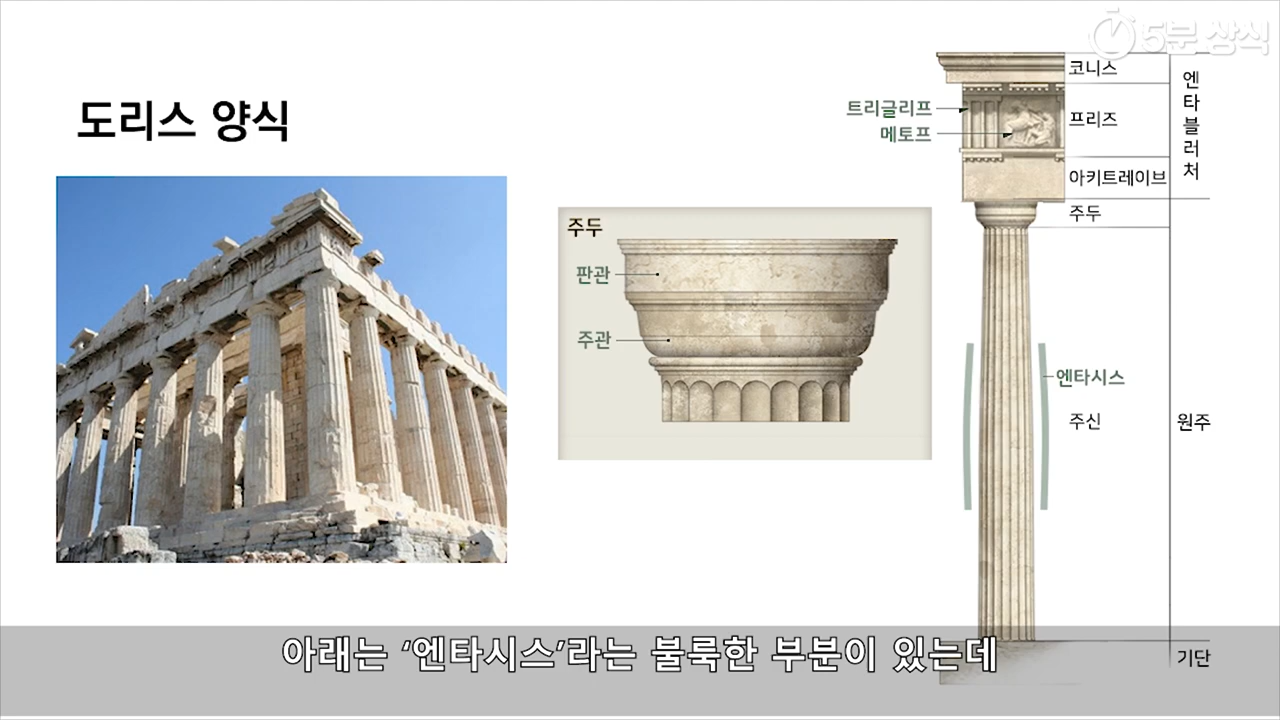 5분 상식
도리스 양식
주두
판관
주관
트리글리프
메토프
코니스
프리즈
아키트레이브
주두
엔타블러처
엔타시스
주신
원주
기단
아래는 ‘엔타시스’라는 불룩한 부분이 있는데